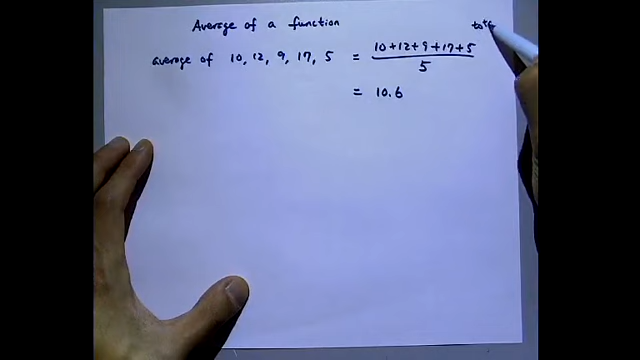 Average of a function
average of 10, 12, 9, 17, 5 = 10+12+9+17+5 / 5
= 10.6